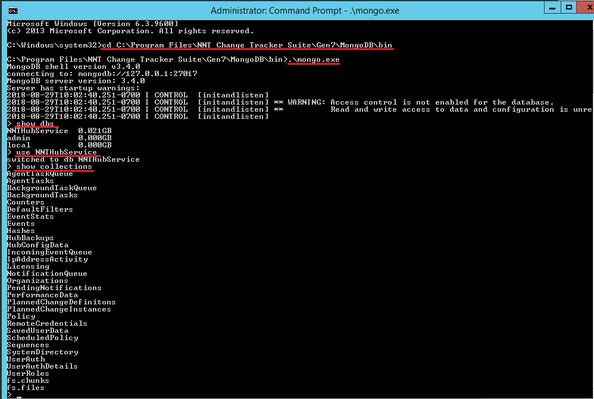 Administrator: Command Prompt - .\mongo.exe
Microsoft Windows [Version 6.3.9600]
(c) 2013 Microsoft Corporation. All rights reserved.
C:\Windows\system32>cd C:\Program Files\NNT Change Tracker Suite\Gen7\MongoDB\bin
C:\Program Files\NNT Change Tracker Suite\Gen7\MongoDB\bin>.\mongo.exe
MongoDB shell version v3.4.0
connecting to: mongodb://127.0.0.1:27017
MongoDB server version: 3.4.0
Server has startup warnings:
2018-08-29T10:02:40.251-0700 I CONTROL  [initandlisten]
2018-08-29T10:02:40.251-0700 I CONTROL  [initandlisten] ** WARNING: Access control is not enabled for the database.
2018-08-29T10:02:40.251-0700 I CONTROL  [initandlisten] **          Read and write access to data and configuration is unre
2018-08-29T10:02:40.251-0700 I CONTROL  [initandlisten]
> show dbs
NNTHubService  0.021GB
admin          0.000GB
local          0.000GB
> use NNTHubService
switched to db NNTHubService
> show collections
AgentTaskQueue
AgentTasks
BackgroundTaskQueue
BackgroundTasks
Counters
DefaultFilters
EventStats
Events
Hashes
HubBackups
HubConfigData
IncomingEventQueue
IpAddressActivity
Licensing
NotificationQueue
Organizations
PendingNotifications
PerformanceData
PlannedChangeDefinitons
PlannedChangeInstances
Policy
RemoteCredentials
SavedUserData
ScheduledPolicy
Sequences
SystemDirectory
UserAuth
UserAuthDetails
UserRoles
fs.chunks
fs.files
> _